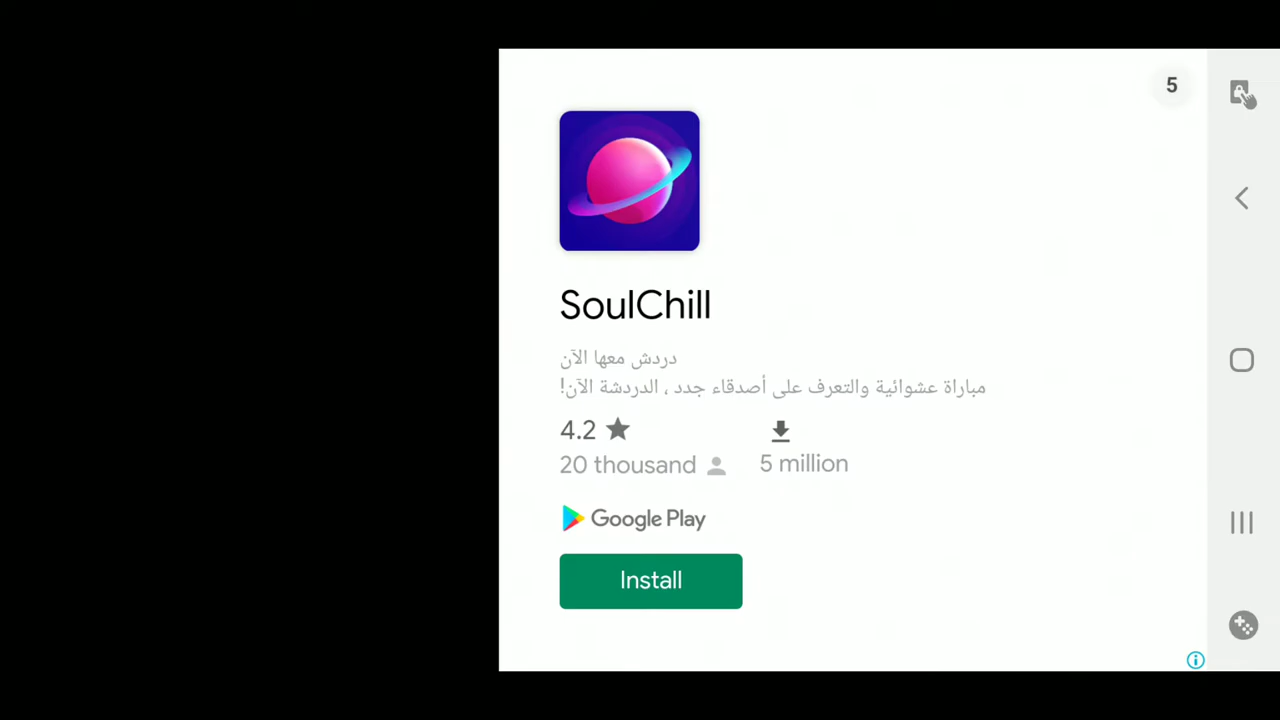 5
SoulChill
دردش معها الآن
مباراة عشوائية والتعرف على أصدقاء جدد ، الدردشة الآن!
4.2
20 thousand
5 million
Google Play
Install